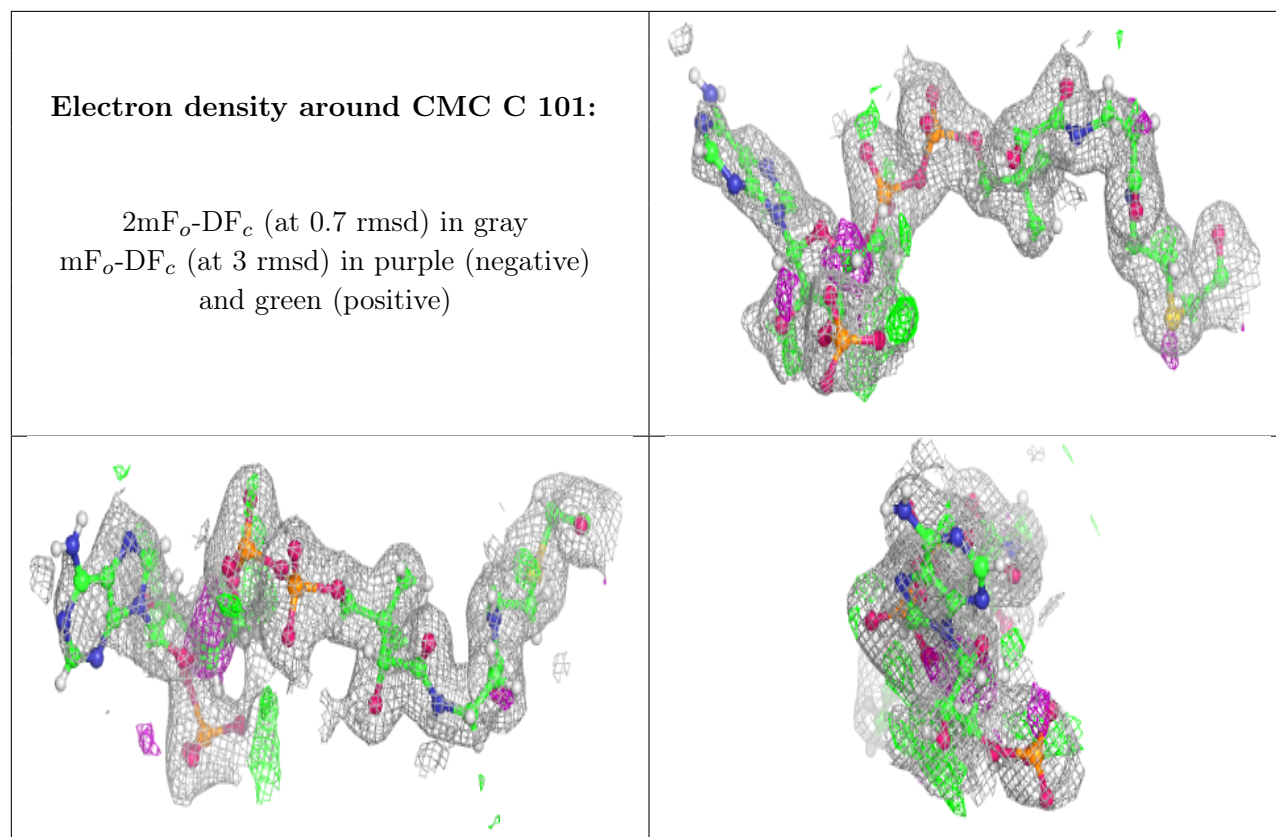 Electron density around CMC C 101:
2mFo-DFc (at 0.7 rmsd) in gray
mFo-DFc (at 3 rmsd) in purple (negative)
and green (positive)